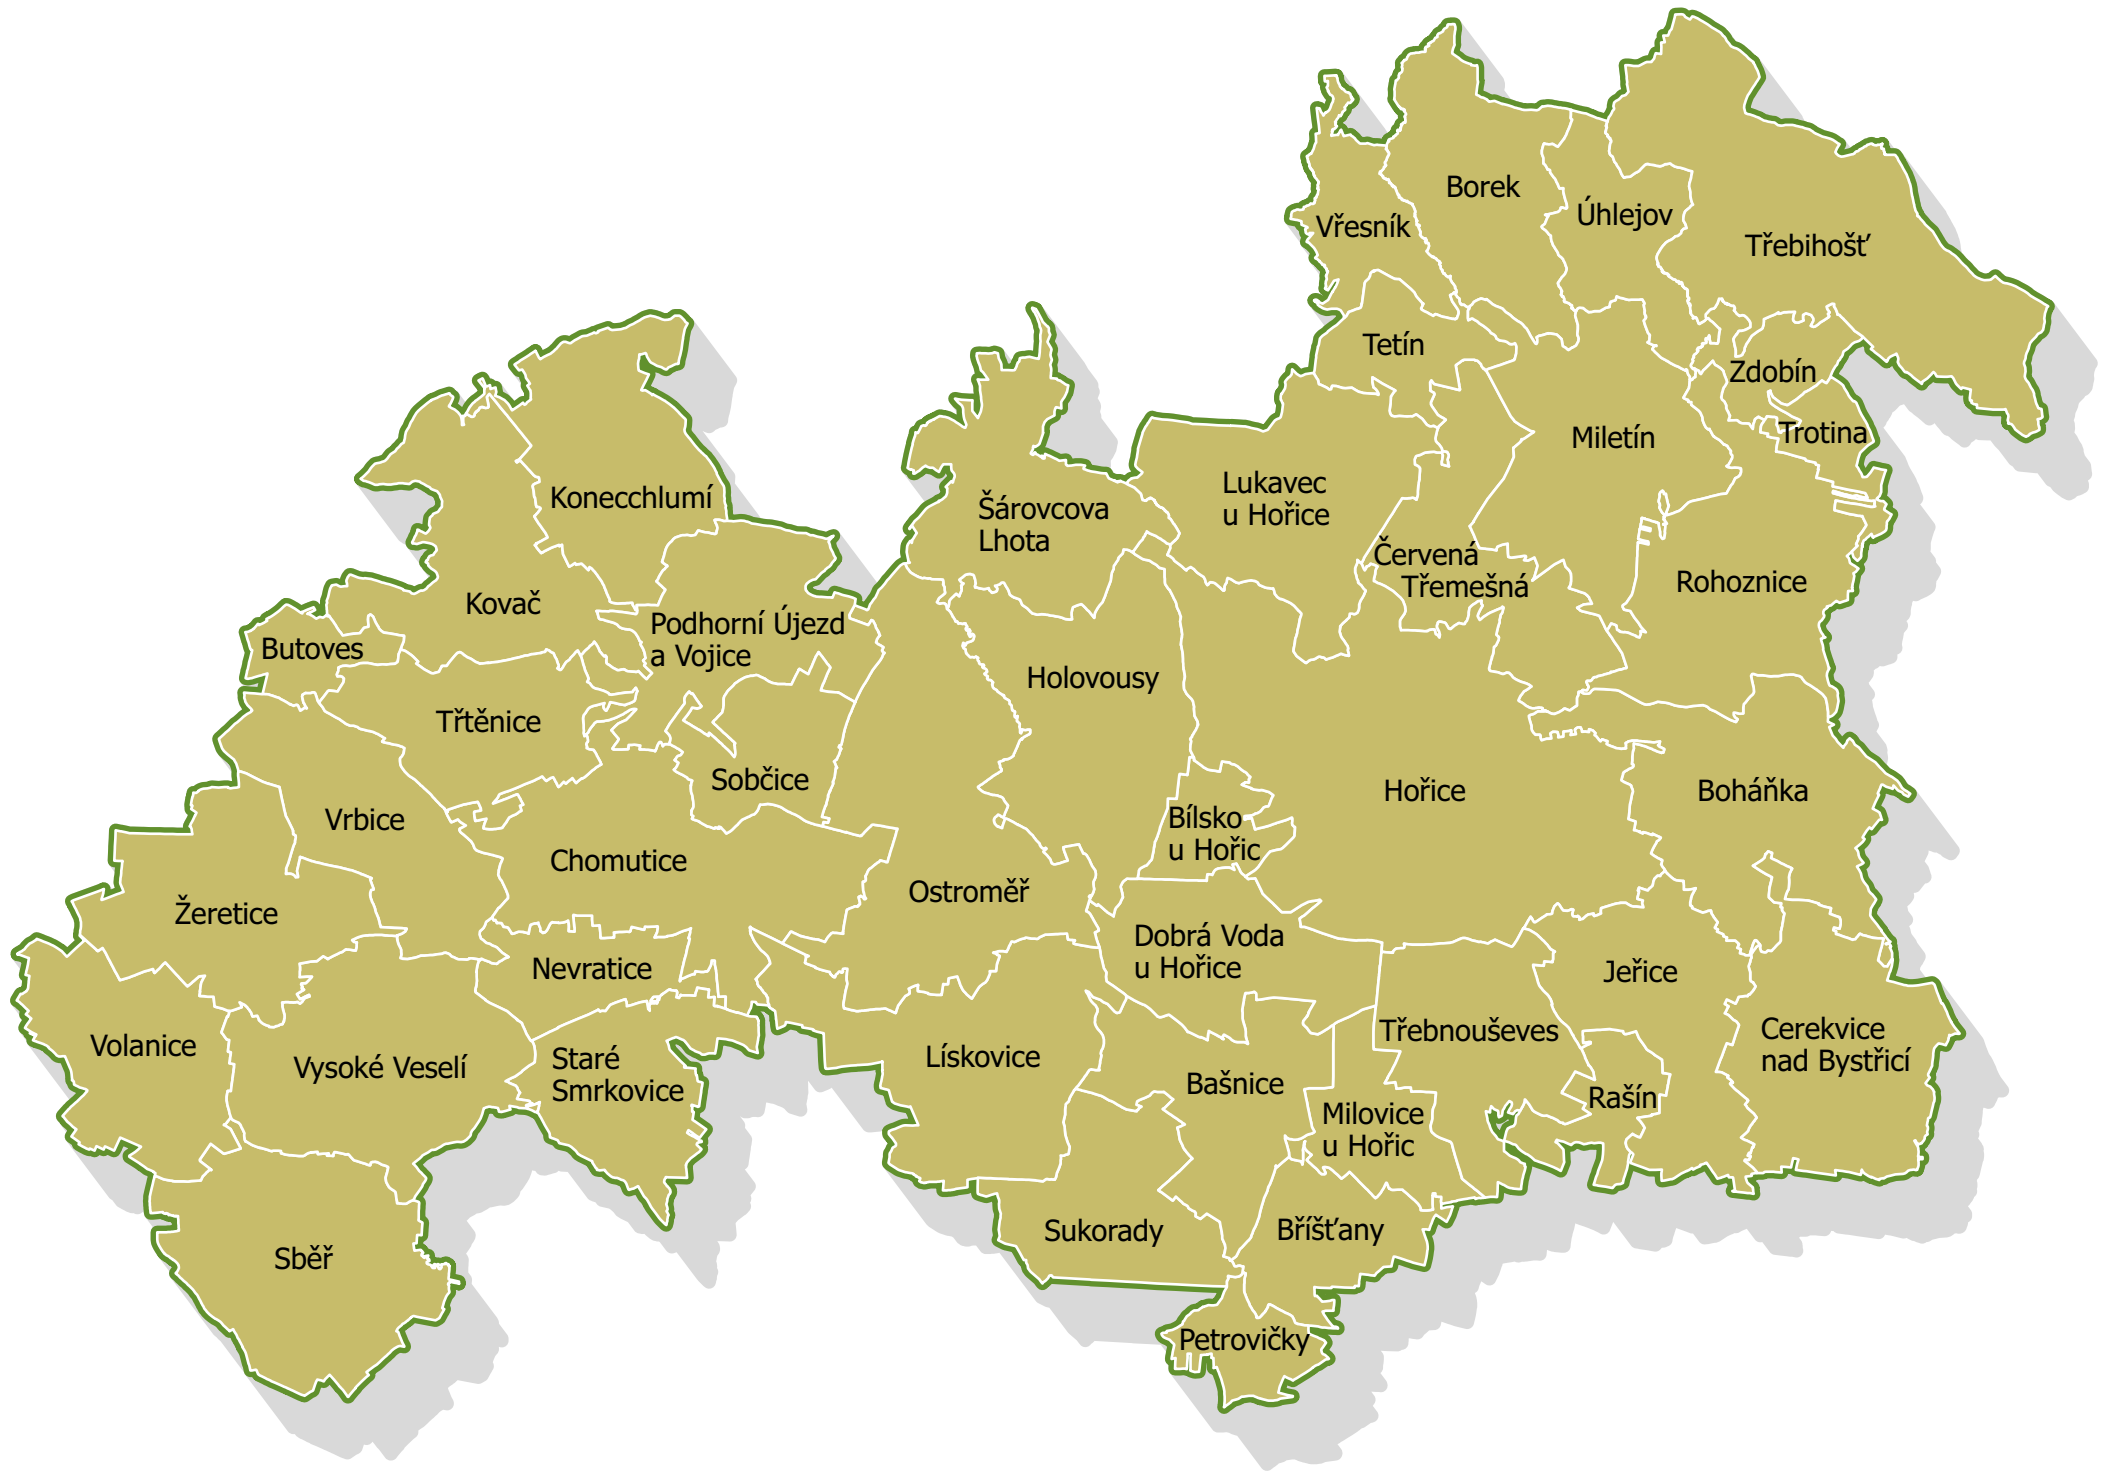 Borek
Úhlejov
Vřesník
Třebihošť
Tetín
Zdobín
Trotina
Miletín
Lukavec
u Hořice
Konecchlumí
Šárovcova
Lhota
Červená
Třemešná
Rohoznice
Kovač
Podhorní Újezd
a Vojice
Butoves
Holovousy
Třtěnice
Sobčice
Hořice
Boháňka
Vrbice
Bílsko
u Hořic
Chomutice
Ostroměř
Žeretice
Dobrá Voda
u Hořice
Nevratice
Jeřice
Třebnouševes
Cerekvice
nad Bystřicí
Volanice
Vysoké Veselí
Staré
Smrkovice
Lískovice
Bašnice
Rašín
Milovice
u Hořic
Sukorady
Bříšťany
Sběř
Petrovičky